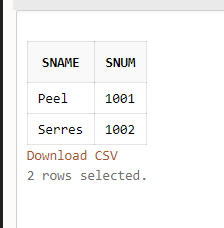 SNAME SNUM
Peel 1001
Serres 1002
Download CSV
2 rows selected.